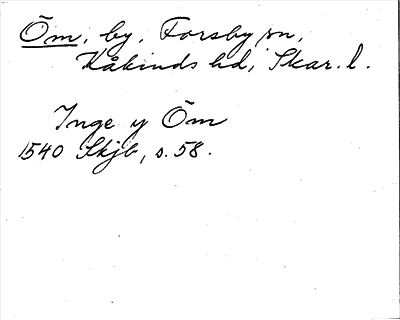 Öm, by, Forsby sn,
Kåkinds hd, Skar. l.
Inge y Öm
1540 Skjb, s. 58.